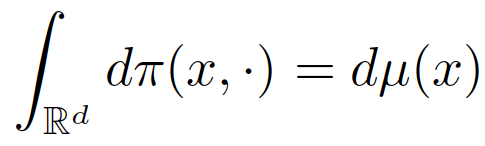 ∫_{ℝ^d} dπ(x, ·) = dμ(x)